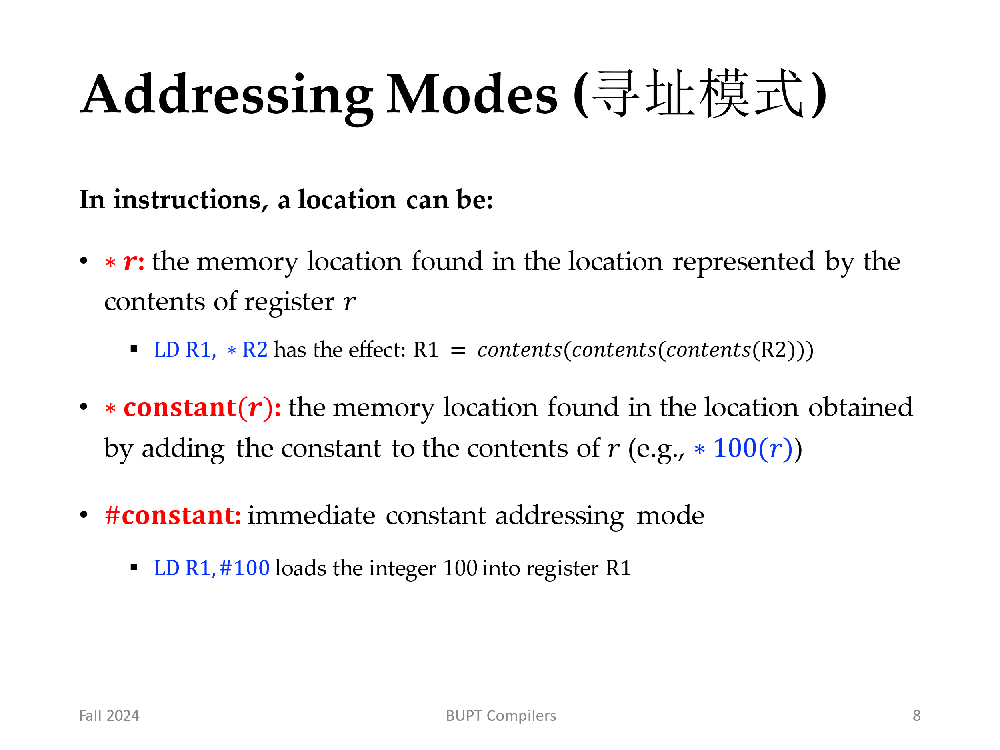 Addressing Modes (寻址模式)
In instructions, a location can be:
• ∗ r: the memory location found in the location represented by the
contents of register r
▪ LD R1, ∗ R2 has the effect: R1 = contents(contents(contents(R2)))
• ∗ constant(r): the memory location found in the location obtained
by adding the constant to the contents of r (e.g., ∗ 100(r))
• #constant: immediate constant addressing mode
▪ LD R1, #100 loads the integer 100 into register R1
Fall 2024
BUPT Compilers
8